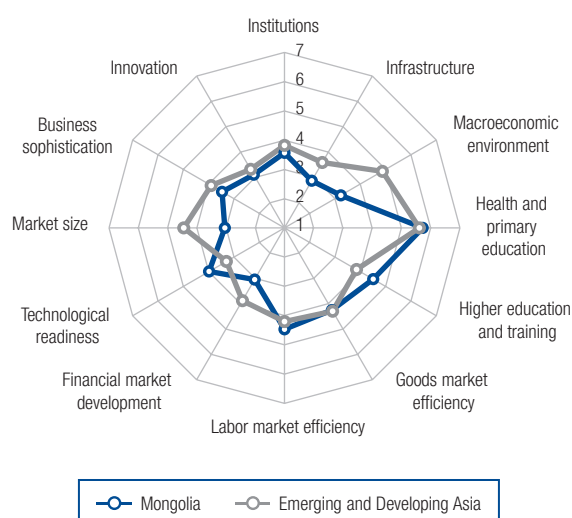 Institutions
7
6
5
4
3
2
1
Infrastructure
Macroeconomic
environment
Health and
primary
education
Higher education
and training
Goods market
efficiency
Labor market efficiency
Financial market
development
Technological
readiness
Market size
Business
sophistication
Innovation
Mongolia
Emerging and Developing Asia